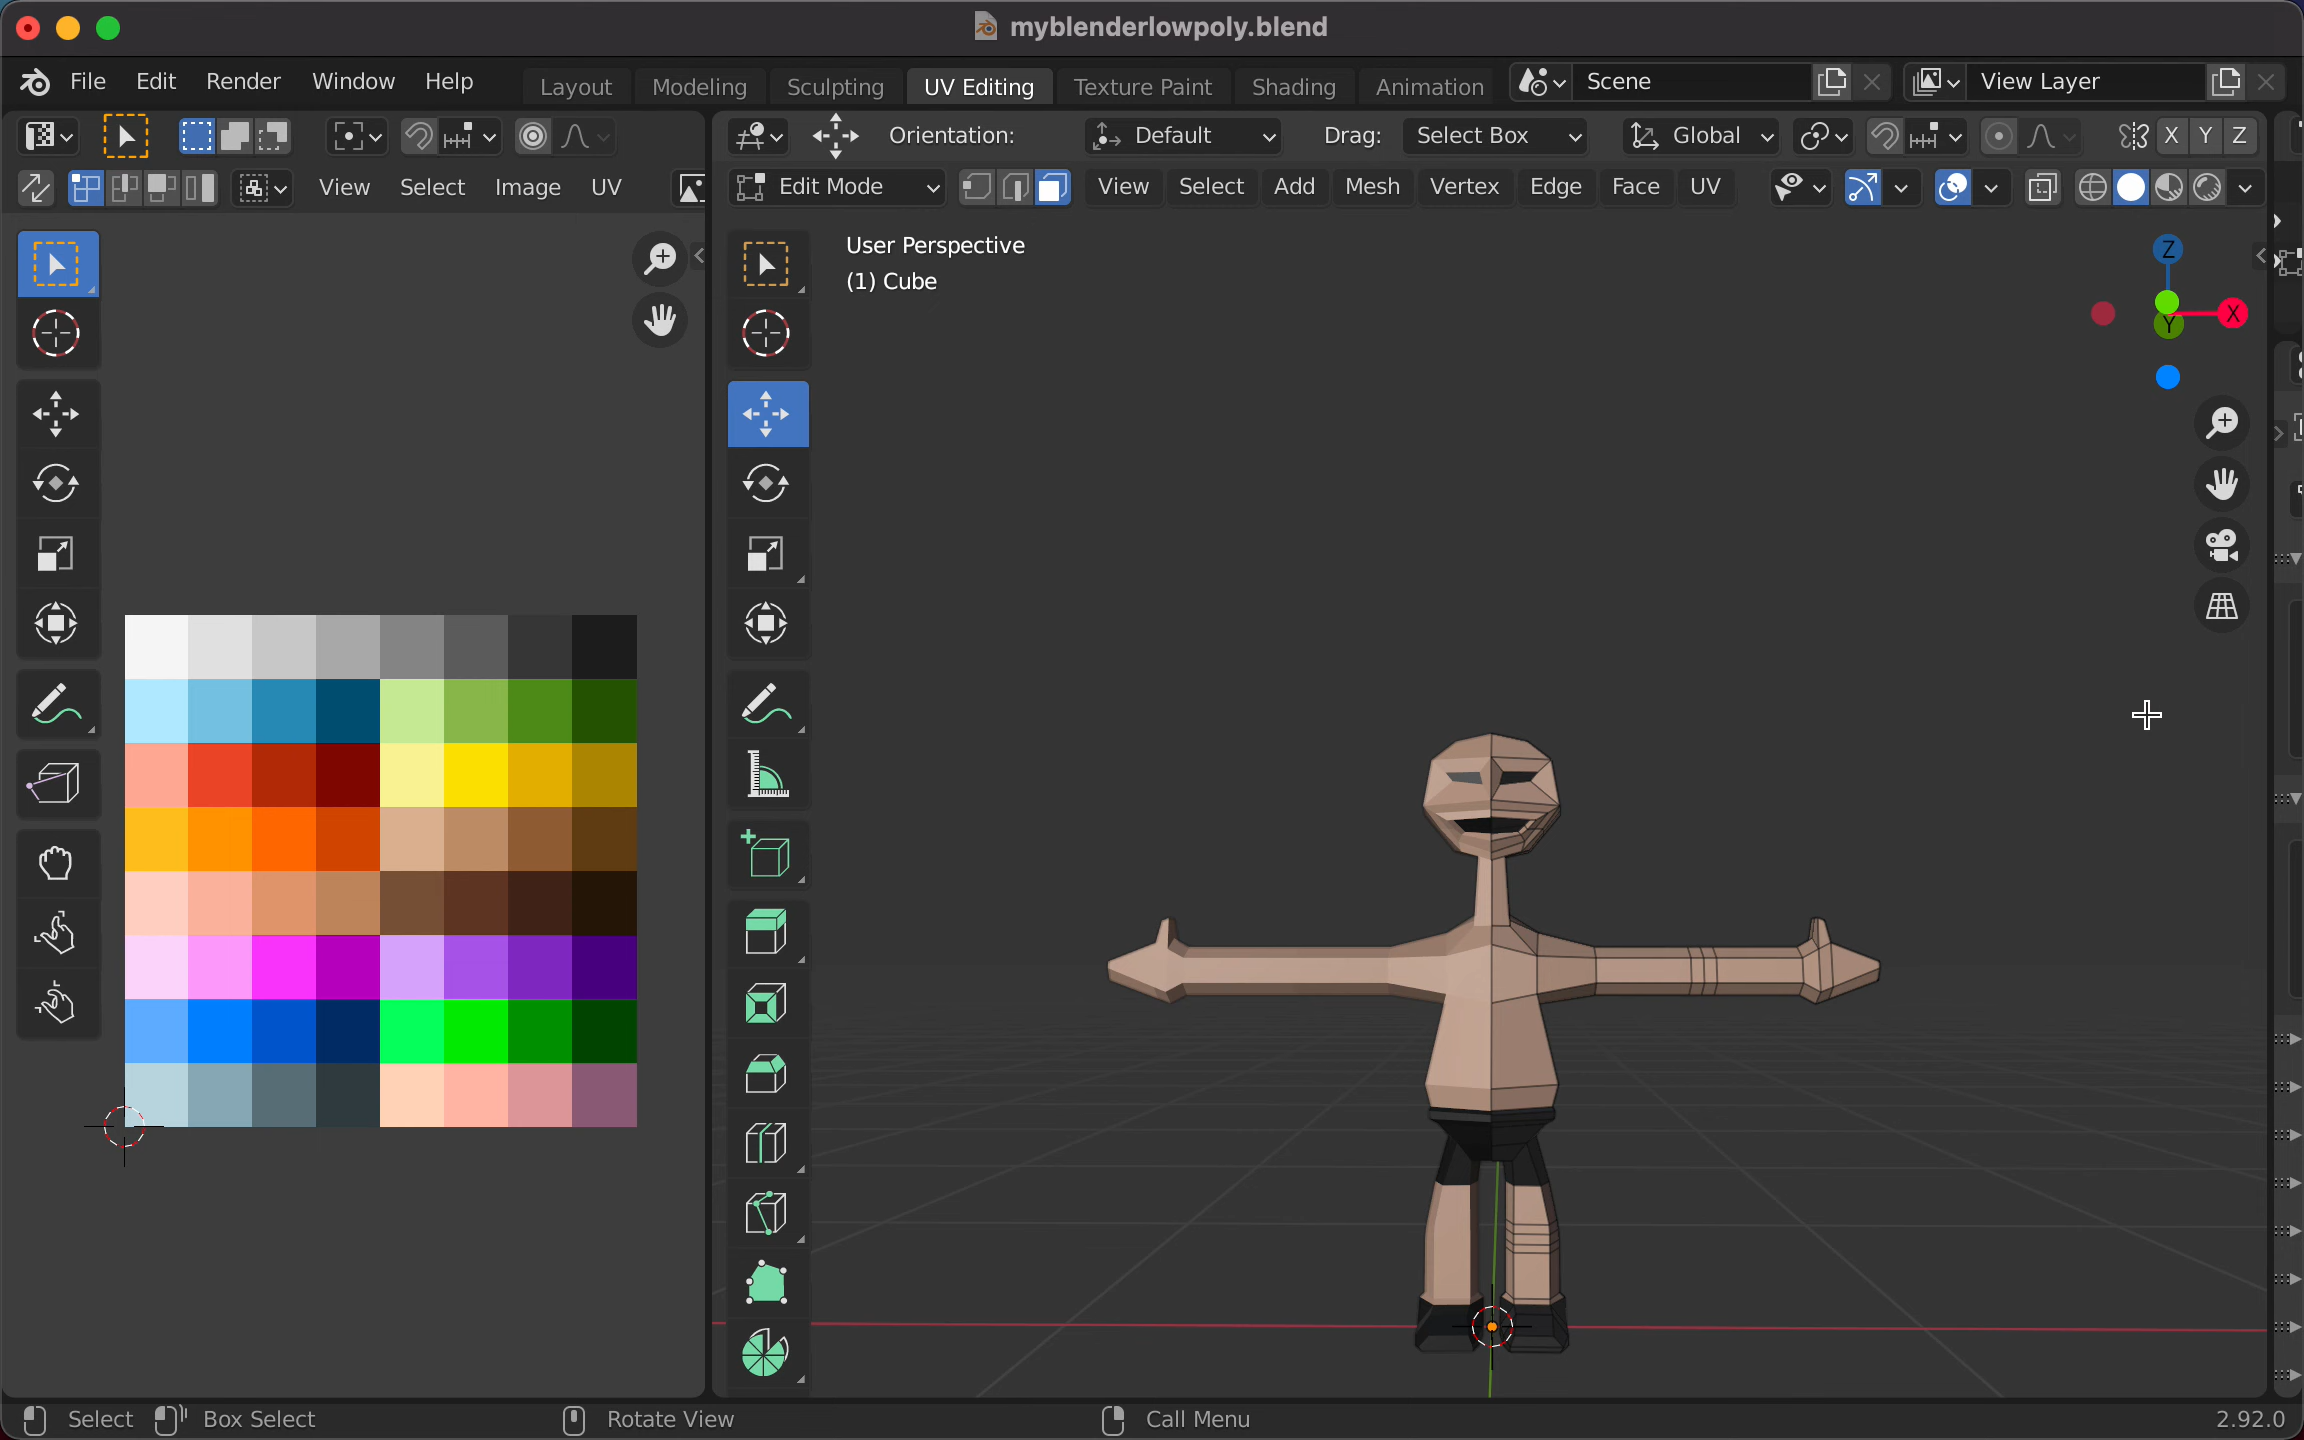 myblenderlowpoly.blend
File Edit Render Window Help Layout Modeling Sculpting UV Editing Texture Paint Shading Animation Scene View Layer
Orientation: Default Drag: Select Box Global X Y Z
View Select Image UV Edit Mode View Select Add Mesh Vertex Edge Face UV
User Perspective
(1) Cube
Z
X
Y
Select Box Select Rotate View Call Menu 2.92.0